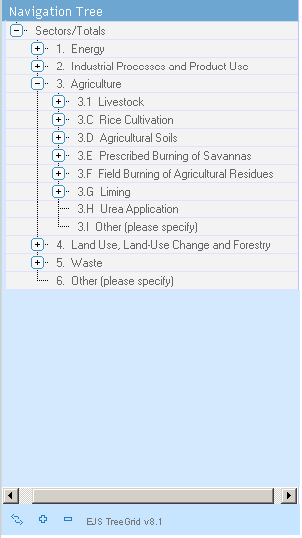 Navigation Tree
Sectors/Totals
1. Energy
2. Industrial Processes and Product Use
3. Agriculture
3.1 Livestock
3.C Rice Cultivation
3.D Agricultural Soils
3.E Prescribed Burning of Savannas
3.F Field Burning of Agricultural Residues
3.G Liming
3.H Urea Application
3.I Other (please specify)
4. Land Use, Land-Use Change and Forestry
5. Waste
6. Other (please specify)
EJS TreeGrid v8.1